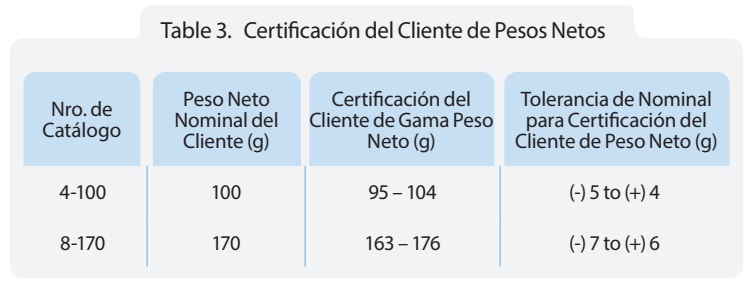 Table 3. Certificación del Cliente de Pesos Netos
Nro. de
Catálogo
Peso Neto
Nominal del
Cliente (g)
Certificación del
Cliente de Gama Peso
Neto (g)
Tolerancia de Nominal
para Certificación del
Cliente de Peso Neto (g)
4-100 100 95 – 104 (-) 5 to (+) 4
8-170 170 163 – 176 (-) 7 to (+) 6